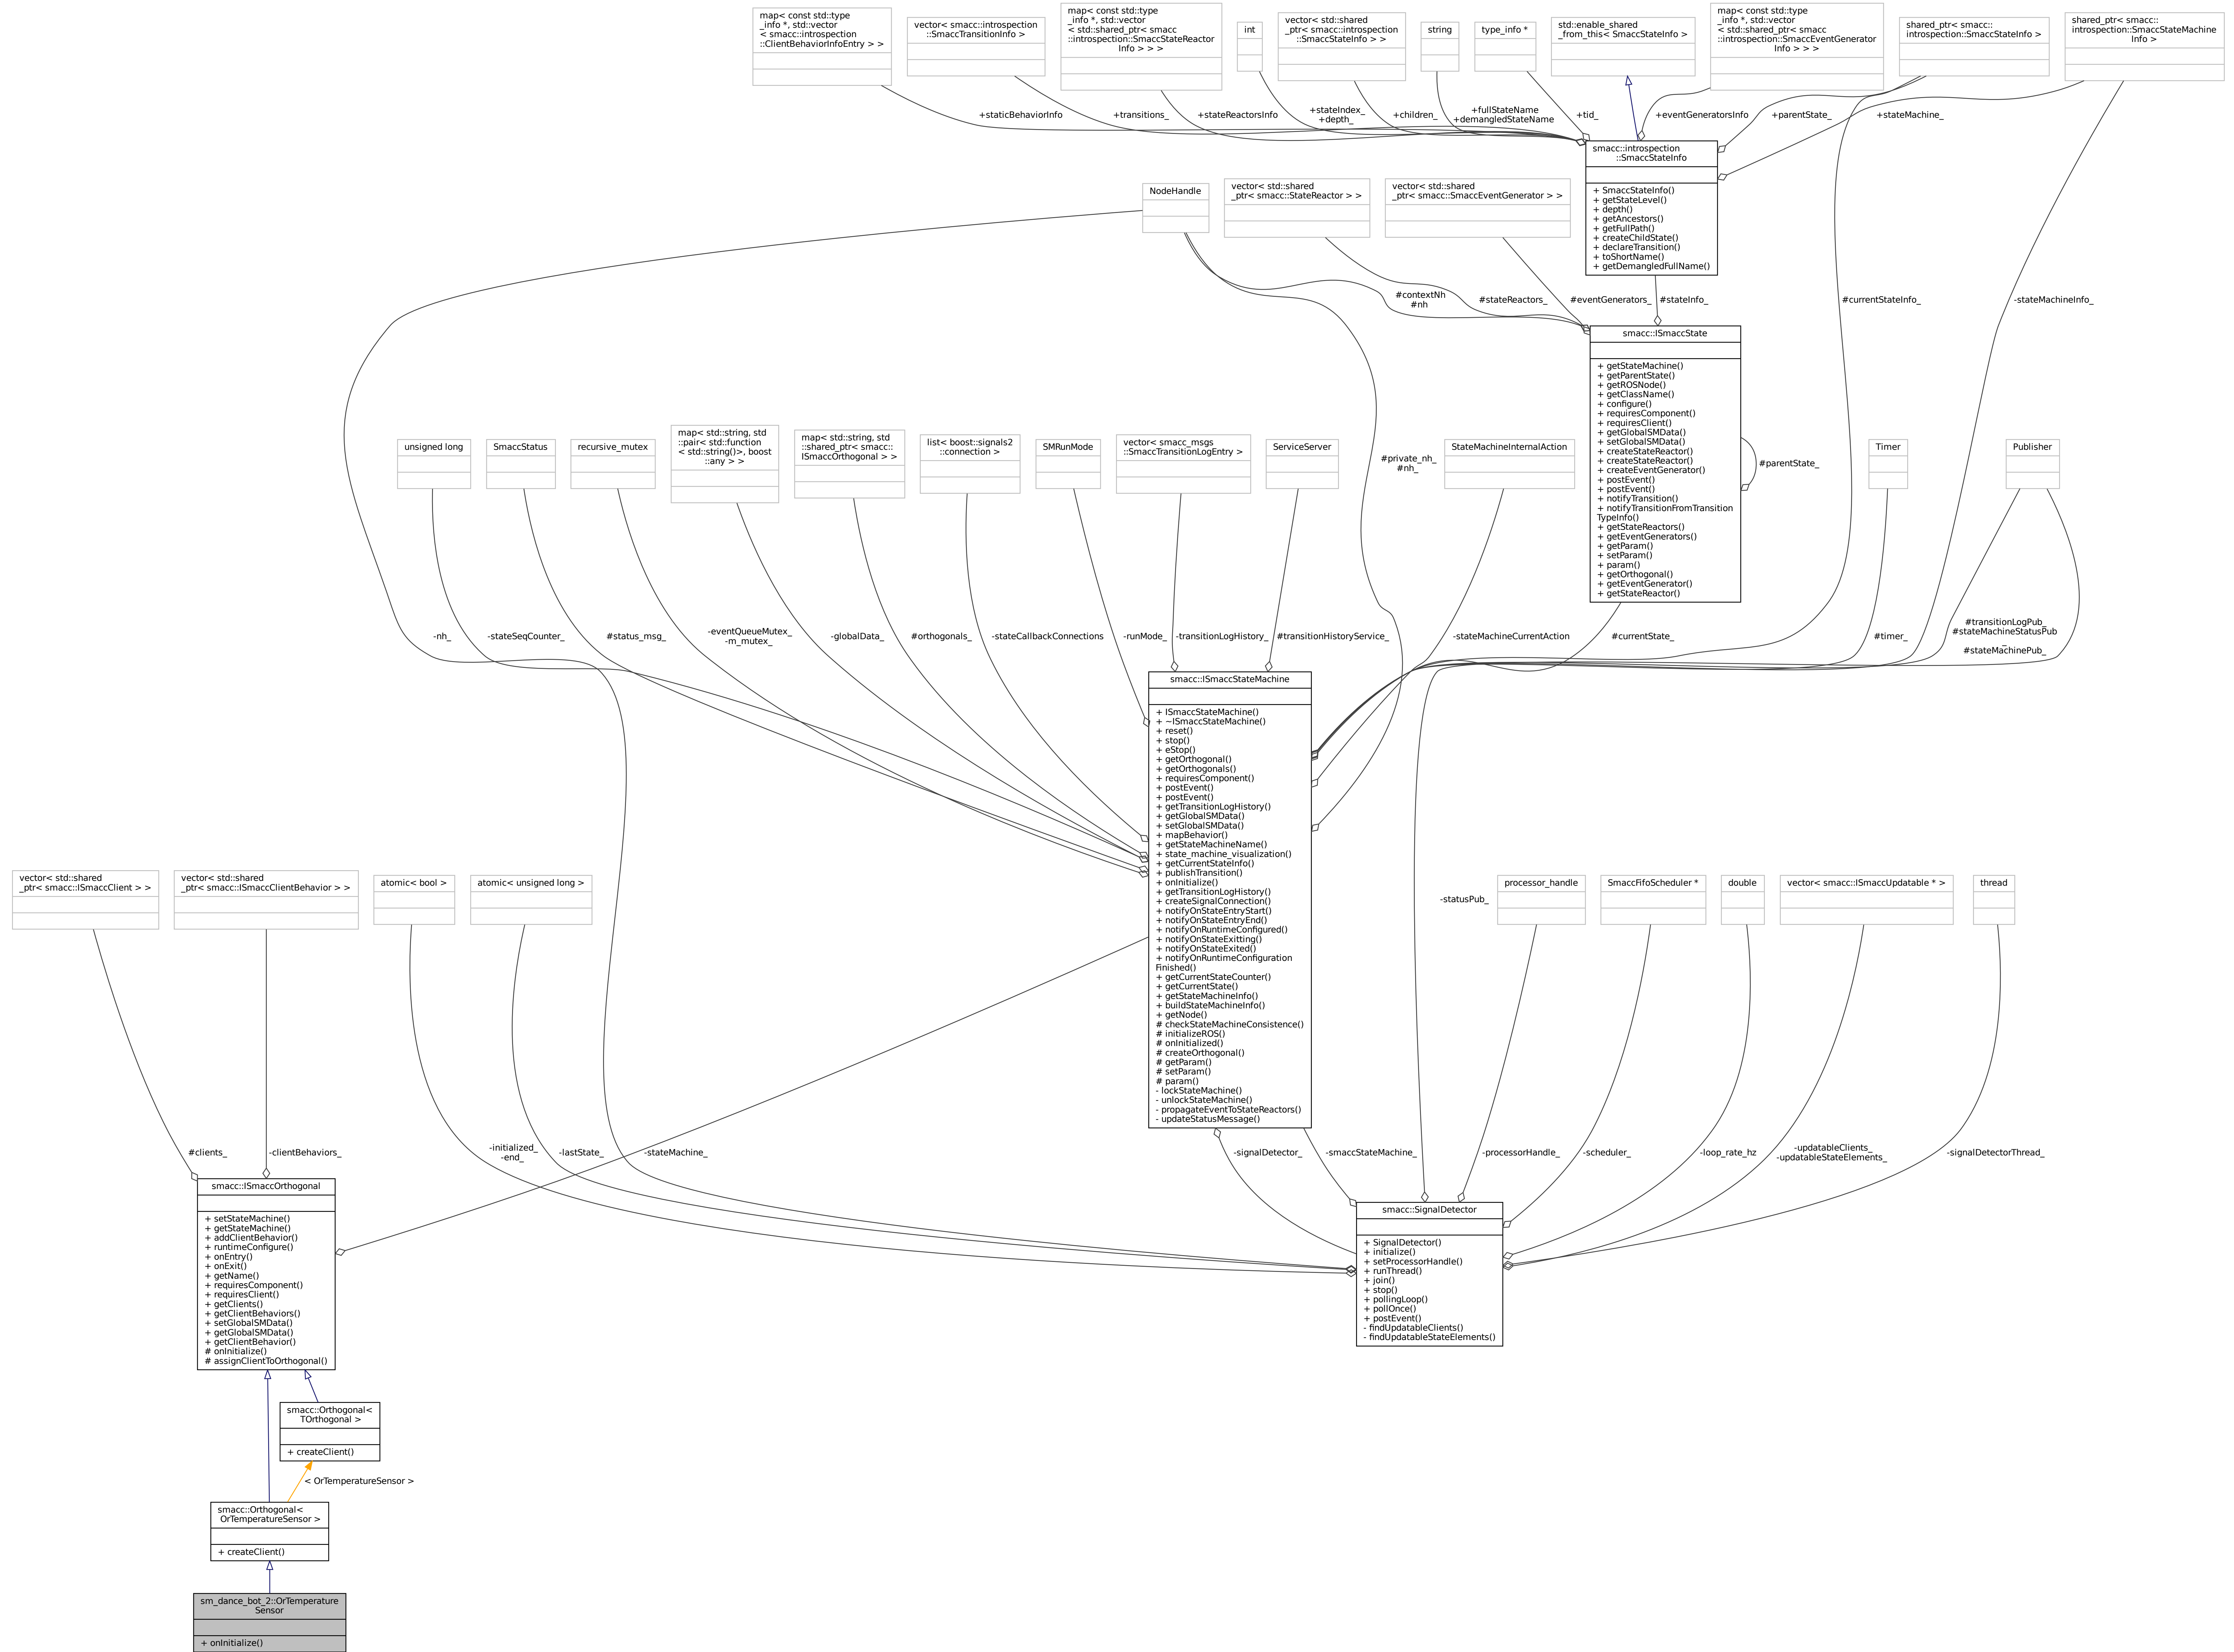 map< const std::type
_info *, std::vector
< smacc::introspection
::ClientBehaviorInfoEntry > >
vector< smacc::introspection
::SmaccTransitionInfo >
map< const std::type
_info *, std::vector
< std::shared_ptr< smacc
::introspection::SmaccStateReactor
Info > > >
int
vector< std::shared
_ptr< smacc::introspection
::SmaccStateInfo > >
string
type_info *
std::enable_shared
_from_this< SmaccStateInfo >
map< const std::type
_info *, std::vector
< std::shared_ptr< smacc
::introspection::SmaccEventGenerator
Info > > >
shared_ptr< smacc::
introspection::SmaccStateInfo >
shared_ptr< smacc::
introspection::SmaccStateMachine
Info >
+staticBehaviorInfo
+transitions_
+stateReactorsInfo
+stateIndex_
+depth_
+children_
+fullStateName
+demangledStateName
+tid_
+eventGeneratorsInfo
+parentState_
+stateMachine_
smacc::introspection
::SmaccStateInfo
+ SmaccStateInfo()
+ getStateLevel()
+ depth()
+ getAncestors()
+ getFullPath()
+ createChildState()
+ declareTransition()
+ toShortName()
+ getDemangledFullName()
NodeHandle
vector< std::shared
_ptr< smacc::StateReactor > >
vector< std::shared
_ptr< smacc::SmaccEventGenerator > >
#contextNh
#nh
#stateReactors_
#eventGenerators_
#stateInfo_
#currentStateInfo_
-stateMachineInfo_
smacc::ISmaccState
+ getStateMachine()
+ getParentState()
+ getROSNode()
+ getClassName()
+ configure()
+ requiresComponent()
+ requiresClient()
+ getGlobalSMData()
+ setGlobalSMData()
+ createStateReactor()
+ createStateReactor()
+ createEventGenerator()
+ postEvent()
+ postEvent()
+ notifyTransition()
+ notifyTransitionFromTransition
TypeInfo()
+ getStateReactors()
+ getEventGenerators()
+ getParam()
+ setParam()
+ param()
+ getOrthogonal()
+ getEventGenerator()
+ getStateReactor()
#parentState_
unsigned long
SmaccStatus
recursive_mutex
map< std::string, std
::pair< std::function
< std::string()>, boost
::any > >
map< std::string, std
::shared_ptr< smacc::
ISmaccOrthogonal > >
list< boost::signals2
::connection >
SMRunMode
vector< smacc_msgs
::SmaccTransitionLogEntry >
ServiceServer
#private_nh_
#nh_
StateMachineInternalAction
Timer
Publisher
-nh_
-stateSeqCounter_
#status_msg_
-eventQueueMutex_
-m_mutex_
-globalData_
#orthogonals_
-stateCallbackConnections
-runMode_
-transitionLogHistory_
#transitionHistoryService_
-stateMachineCurrentAction
#currentState_
#timer_
#transitionLogPub_
#stateMachineStatusPub
_
#stateMachinePub_
smacc::ISmaccStateMachine
+ ISmaccStateMachine()
+ ~ISmaccStateMachine()
+ reset()
+ stop()
+ eStop()
+ getOrthogonal()
+ getOrthogonals()
+ requiresComponent()
+ postEvent()
+ postEvent()
+ getTransitionLogHistory()
+ getGlobalSMData()
+ setGlobalSMData()
+ mapBehavior()
+ getStateMachineName()
+ state_machine_visualization()
+ getCurrentStateInfo()
+ publishTransition()
+ onInitialize()
+ getTransitionLogHistory()
+ createSignalConnection()
+ notifyOnStateEntryStart()
+ notifyOnStateEntryEnd()
+ notifyOnRuntimeConfigured()
+ notifyOnStateExitting()
+ notifyOnStateExited()
+ notifyOnRuntimeConfiguration
Finished()
+ getCurrentStateCounter()
+ getCurrentState()
+ getStateMachineInfo()
+ buildStateMachineInfo()
+ getNode()
# checkStateMachineConsistence()
# initializeROS()
# onInitialized()
# createOrthogonal()
# getParam()
# setParam()
# param()
- lockStateMachine()
- unlockStateMachine()
- propagateEventToStateReactors()
- updateStatusMessage()
vector< std::shared
_ptr< smacc::ISmaccClient > >
vector< std::shared
_ptr< smacc::ISmaccClientBehavior > >
atomic< bool >
atomic< unsigned long >
-statusPub_
processor_handle
SmaccFifoScheduler *
double
vector< smacc::ISmaccUpdatable * >
thread
#clients_
-clientBehaviors_
-initialized_
-end_
-lastState_
-stateMachine_
-signalDetector_
-smaccStateMachine_
-processorHandle_
-scheduler_
-loop_rate_hz
-updatableClients_
-updatableStateElements_
-signalDetectorThread_
smacc::ISmaccOrthogonal
+ setStateMachine()
+ getStateMachine()
+ addClientBehavior()
+ runtimeConfigure()
+ onEntry()
+ onExit()
+ getName()
+ requiresComponent()
+ requiresClient()
+ getClients()
+ getClientBehaviors()
+ setGlobalSMData()
+ getGlobalSMData()
+ getClientBehavior()
# onInitialize()
# assignClientToOrthogonal()
smacc::SignalDetector
+ SignalDetector()
+ initialize()
+ setProcessorHandle()
+ runThread()
+ join()
+ stop()
+ pollingLoop()
+ pollOnce()
+ postEvent()
- findUpdatableClients()
- findUpdatableStateElements()
smacc::Orthogonal<
TOrthogonal >
+ createClient()
< OrTemperatureSensor >
smacc::Orthogonal<
OrTemperatureSensor >
+ createClient()
sm_dance_bot_2::OrTemperature
Sensor
+ onInitialize()